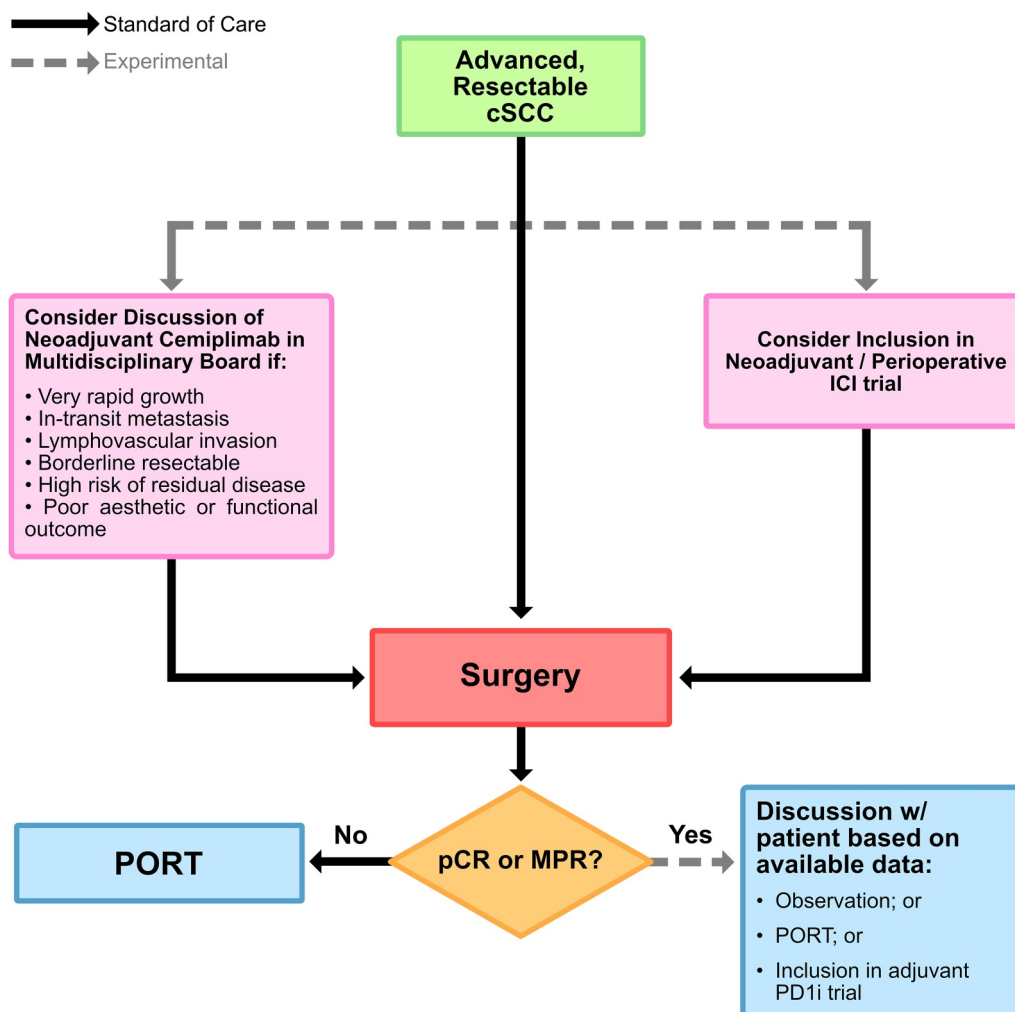 Standard of Care
Experimental
Advanced,
Resectable
cSCC
Consider Discussion of
Neoadjuvant Cemiplimab in
Multidisciplinary Board if:
• Very rapid growth
• In-transit metastasis
• Lymphovascular invasion
• Borderline resectable
• High risk of residual disease
• Poor aesthetic or functional
outcome
Consider Inclusion in
Neoadjuvant / Perioperative
ICI trial
Surgery
pCR or MPR?
No
PORT
Yes
Discussion w/
patient based on
available data:
• Observation; or
• PORT; or
• Inclusion in adjuvant
PD1i trial